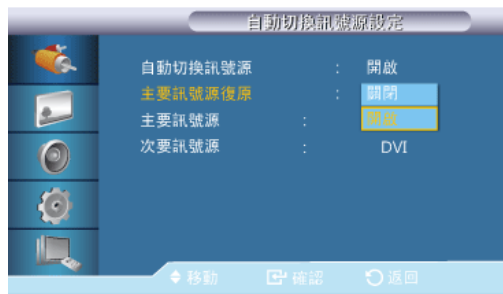 自動切換訊號源設定
自動切換訊號源 : 開啟
主要訊號源復原 : 關閉
主要訊號源 : 開啟
次要訊號源 : DVI
移動 確認 返回